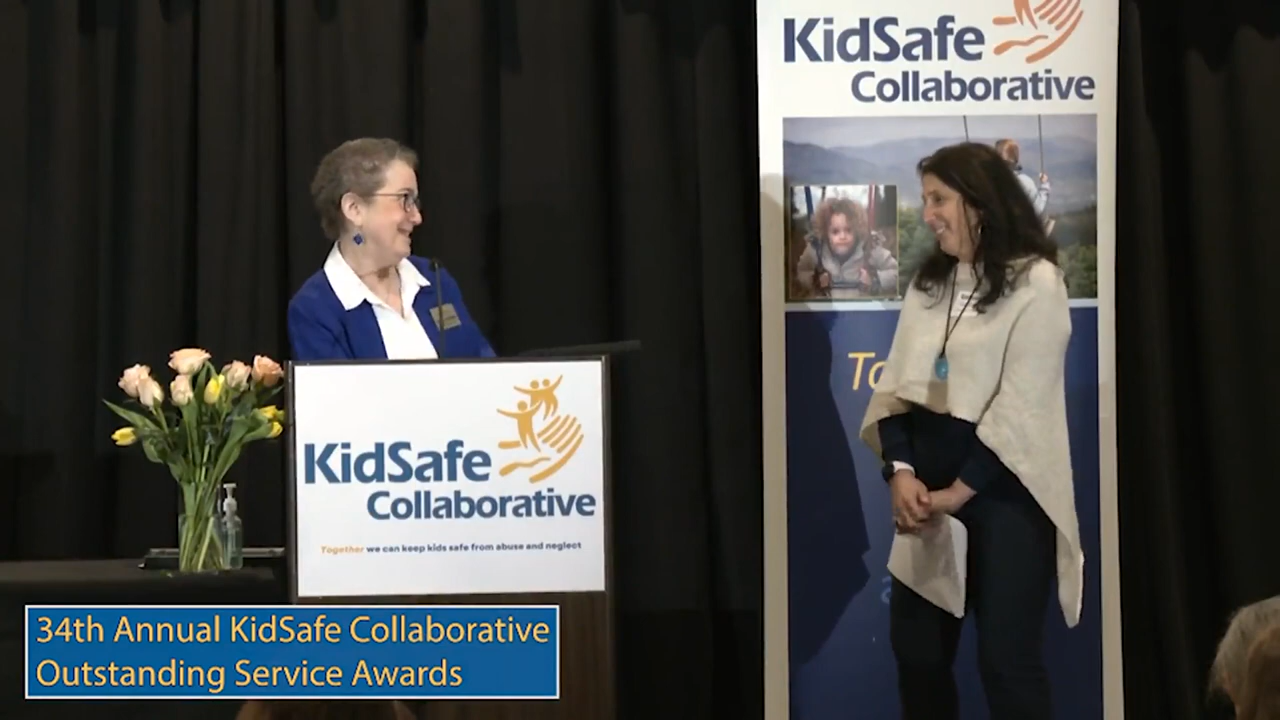 KidSafe
Collaborative
To
KidSafe
Collaborative
Together we can keep kids safe from abuse and neglect
34th Annual KidSafe Collaborative
Outstanding Service Awards